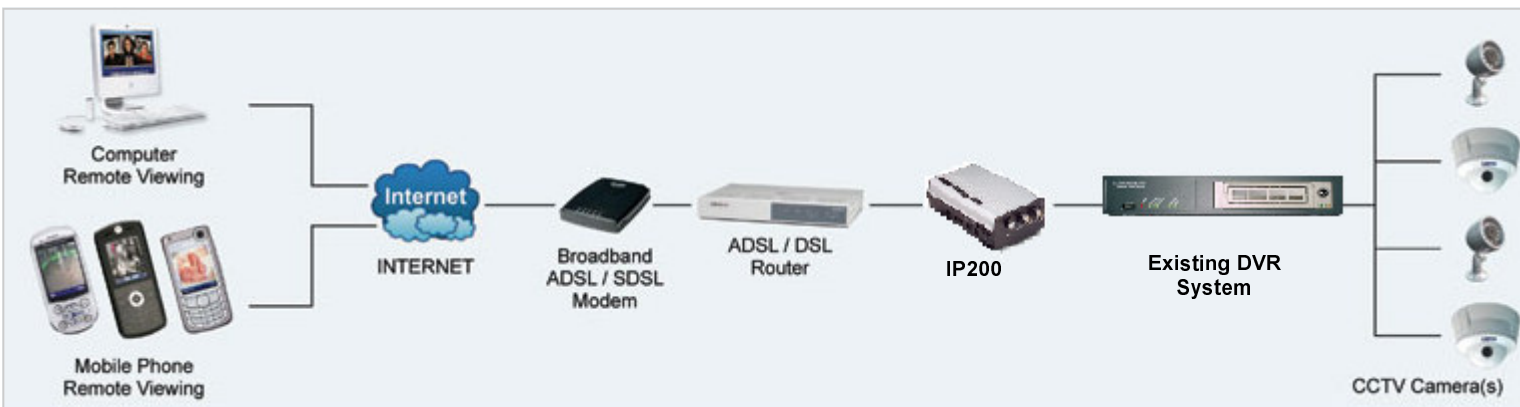 Computer
Remote Viewing
Mobile Phone
Remote Viewing
Internet
INTERNET
Broadband
ADSL / SDSL
Modem
ADSL / DSL
Router
IP200
Existing DVR
System
CCTV Camera(s)